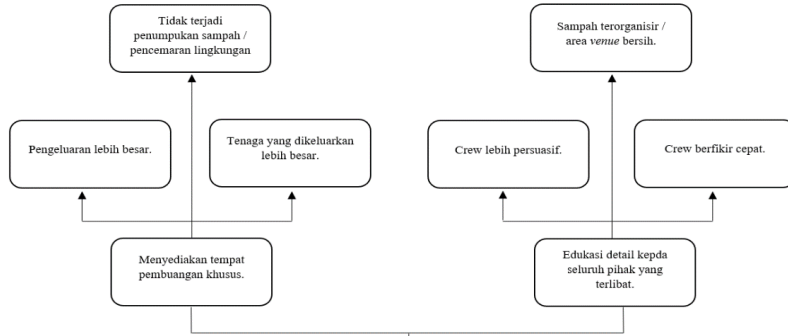 Tidak terjadi
penumpukan sampah /
pencemaran lingkungan
Sampah terorganisir /
area venue bersih.
Pengeluaran lebih besar.
Tenaga yang dikeluarkan
lebih besar.
Crew lebih persuasif.
Crew berfikir cepat.
Menyediakan tempat
pembuangan khusus.
Edukasi detail kepda
seluruh pihak yang
terlibat.